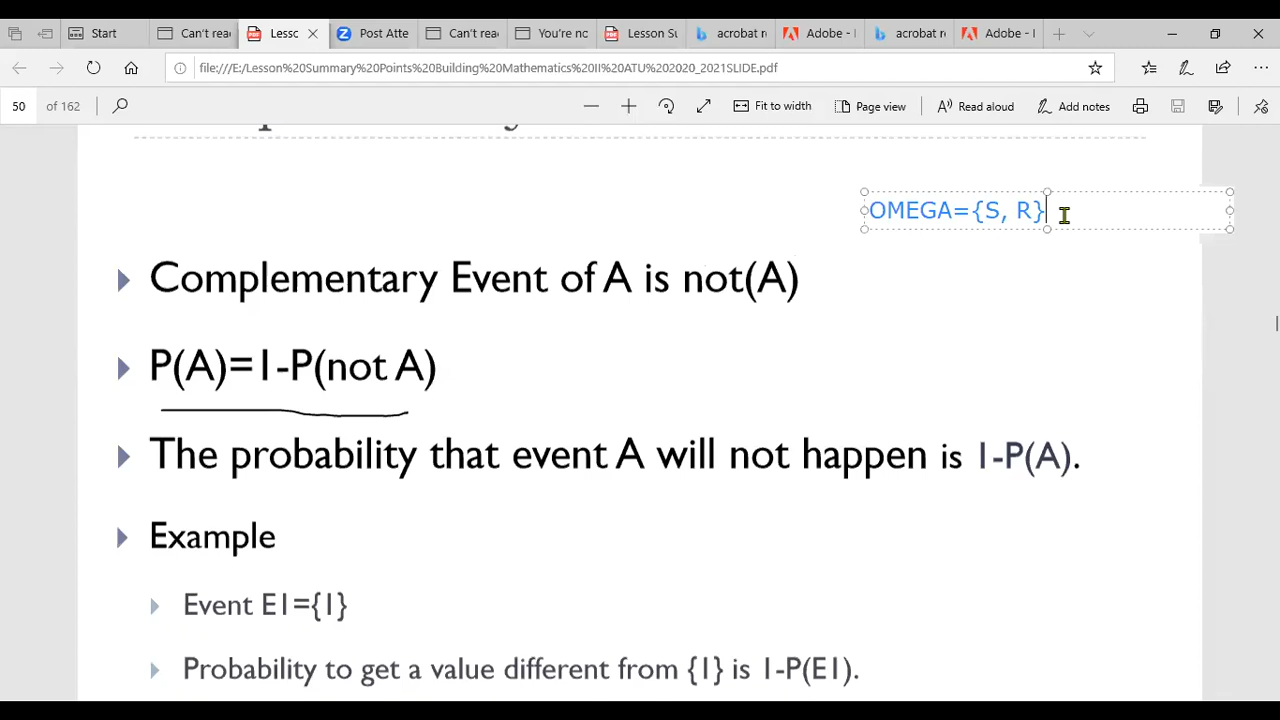 Start
Can't rea
Lessc
Post Atte
Can't rea
You're nc
Lesson Su
acrobat r
Adobe - I
acrobat r
Adobe - I
file:///E:/Lesson%20Summary%20Points%20Building%20Mathematics%20II%20ATU%202020_2021SLIDE.pdf
50 of 162
Fit to width
Page view
Read aloud
Add notes
OMEGA={S, R}
Complementary Event of A is not(A)
P(A)=1-P(not A)
The probability that event A will not happen is 1-P(A).
Example
Event E1={1}
Probability to get a value different from {1} is 1-P(E1).